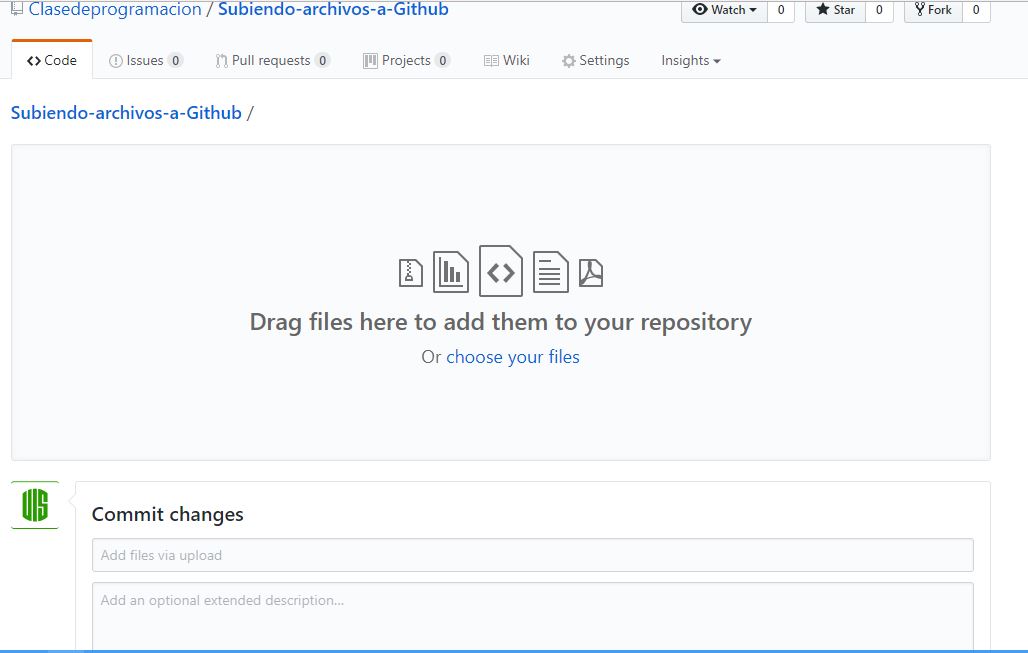 Clasedeprogramacion / Subiendo-archivos-a-Github
Watch 0 Star 0 Fork 0
Code Issues 0 Pull requests 0 Projects 0 Wiki Settings Insights
Subiendo-archivos-a-Github /
Drag files here to add them to your repository
Or choose your files
UIS
Commit changes
Add files via upload
Add an optional extended description...